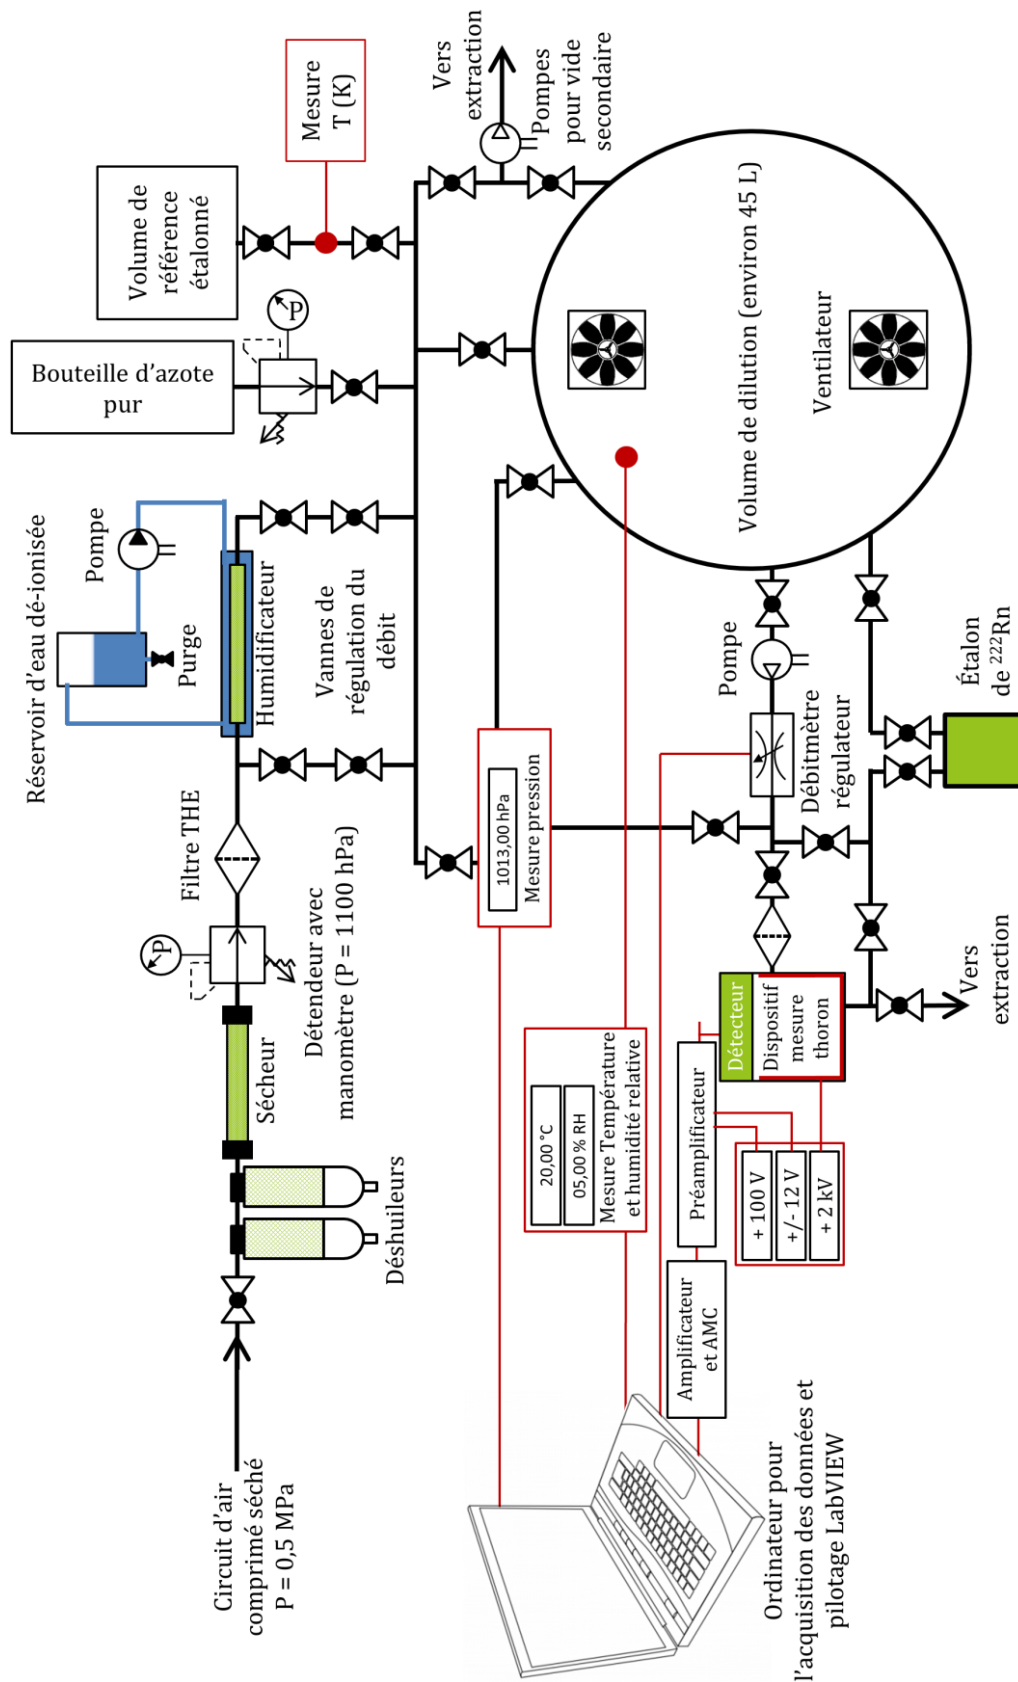 Circuit d'air
comprimé séché
P = 0,5 MPa
Déshuileurs
Sécheur
P
Détendeur avec
manomètre (P = 1100 hPa)
Filtre THE
Réservoir d'eau dé-ionisée
Purge
Pompe
Humidificateur
Vannes de
régulation du
débit
Bouteille d'azote
pur
P
Volume de
référence
étalonné
Mesure
T (K)
Vers
extraction
Pompes
pour vide
secondaire
1013,00 hPa
Mesure pression
20,00 °C
05,00 % RH
Mesure Température
et humidité relative
Volume de dilution (environ 45 L)
Ventilateur
Pompe
Débitmètre
régulateur
Étalon
de ²²²Rn
Détecteur
Dispositif
mesure
thoron
Vers
extraction
Préamplificateur
+ 100 V
+/- 12 V
+ 2 kV
Amplificateur
et AMC
Ordinateur pour
l'acquisition des données et
pilotage LabVIEW